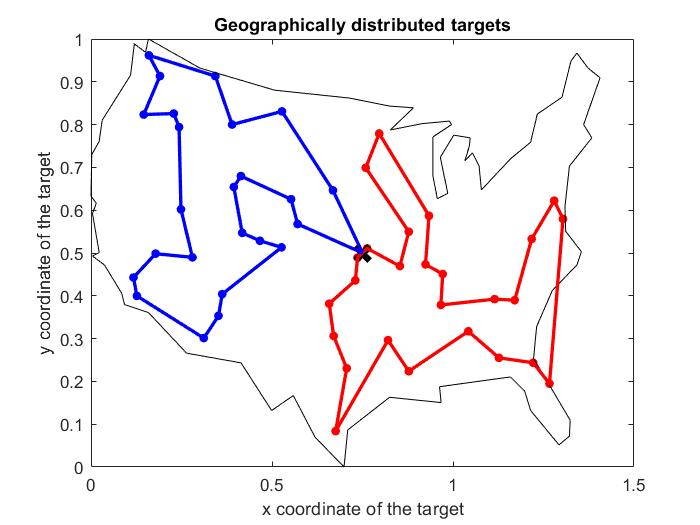 Geographically distributed targets
y coordinate of the target
1
0.9
0.8
0.7
0.6
0.5
0.4
0.3
0.2
0.1
0
0 0.5 1 1.5
x coordinate of the target